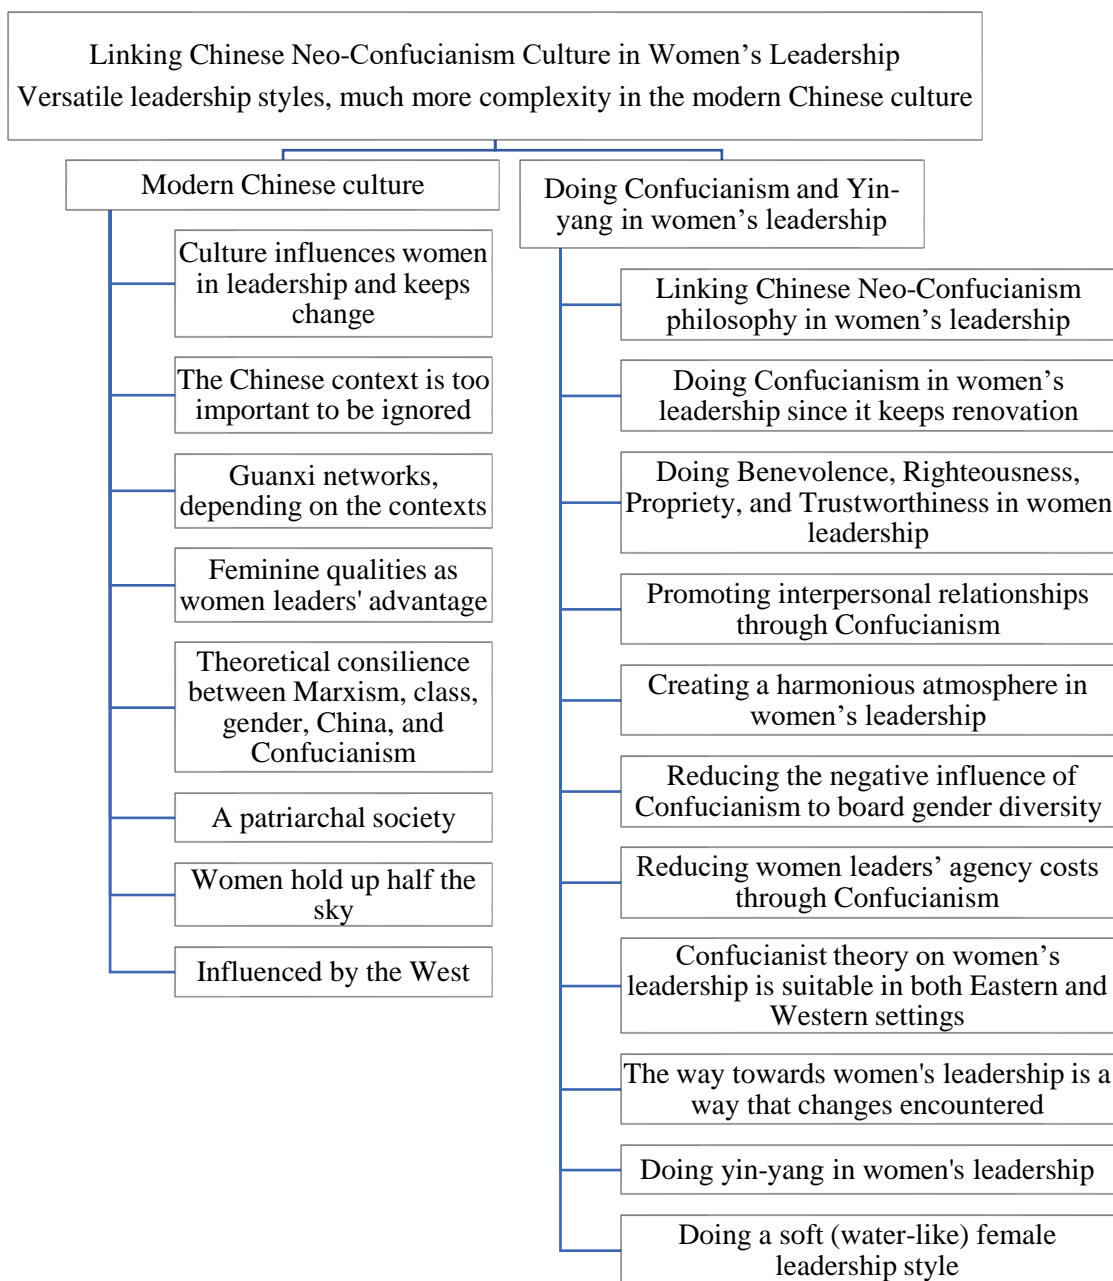 Linking Chinese Neo-Confucianism Culture in Women’s Leadership
Versatile leadership styles, much more complexity in the modern Chinese culture
Modern Chinese culture
Culture influences women
in leadership and keeps
change
The Chinese context is too
important to be ignored
Guanxi networks,
depending on the contexts
Feminine qualities as
women leaders' advantage
Theoretical consilience
between Marxism, class,
gender, China, and
Confucianism
A patriarchal society
Women hold up half the
sky
Influenced by the West
Doing Confucianism and Yin-
yang in women’s leadership
Linking Chinese Neo-Confucianism
philosophy in women’s leadership
Doing Confucianism in women’s
leadership since it keeps renovation
Doing Benevolence, Righteousness,
Propriety, and Trustworthiness in women
leadership
Promoting interpersonal relationships
through Confucianism
Creating a harmonious atmosphere in
women’s leadership
Reducing the negative influence of
Confucianism to board gender diversity
Reducing women leaders’ agency costs
through Confucianism
Confucianist theory on women’s
leadership is suitable in both Eastern and
Western settings
The way towards women's leadership is a
way that changes encountered
Doing yin-yang in women's leadership
Doing a soft (water-like) female
leadership style